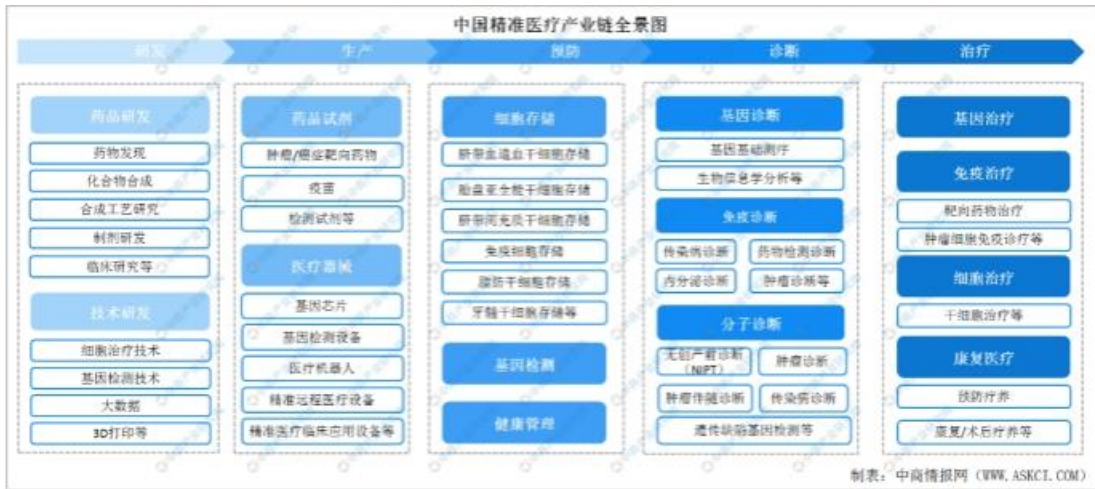 中国精准医疗产业链全景图
研发
生产
预防
诊断
治疗
药品研发
药物发现
化合物合成
合成工艺研究
制剂研发
临床研究等
技术研发
细胞治疗技术
基因检测技术
大数据
3D打印等
药品试剂
肿瘤/癌症靶向药物
疫苗
检测试剂等
医疗器械
基因芯片
基因检测设备
医疗机器人
精准远程医疗设备
精准医疗临床应用设备等
细胞存储
脐带血造血干细胞存储
胎盘亚全能干细胞存储
脐带间充质干细胞存储
免疫细胞存储
脂肪干细胞存储
牙髓干细胞存储等
基因检测
健康管理
基因诊断
基因基础测序
生物信息学分析等
免疫诊断
传染病诊断
药物检测诊断
内分泌诊断
肿瘤诊断等
分子诊断
无创产前诊断
(NIPT)
肿瘤诊断
肿瘤伴随诊断
传染病诊断
遗传缺陷基因检测等
基因治疗
免疫治疗
靶向药物治疗
肿瘤细胞免疫诊疗等
细胞治疗
干细胞治疗等
康复医疗
预防疗养
康复/术后疗养等
制表：中商情报网（WWW.ASKCI.COM）